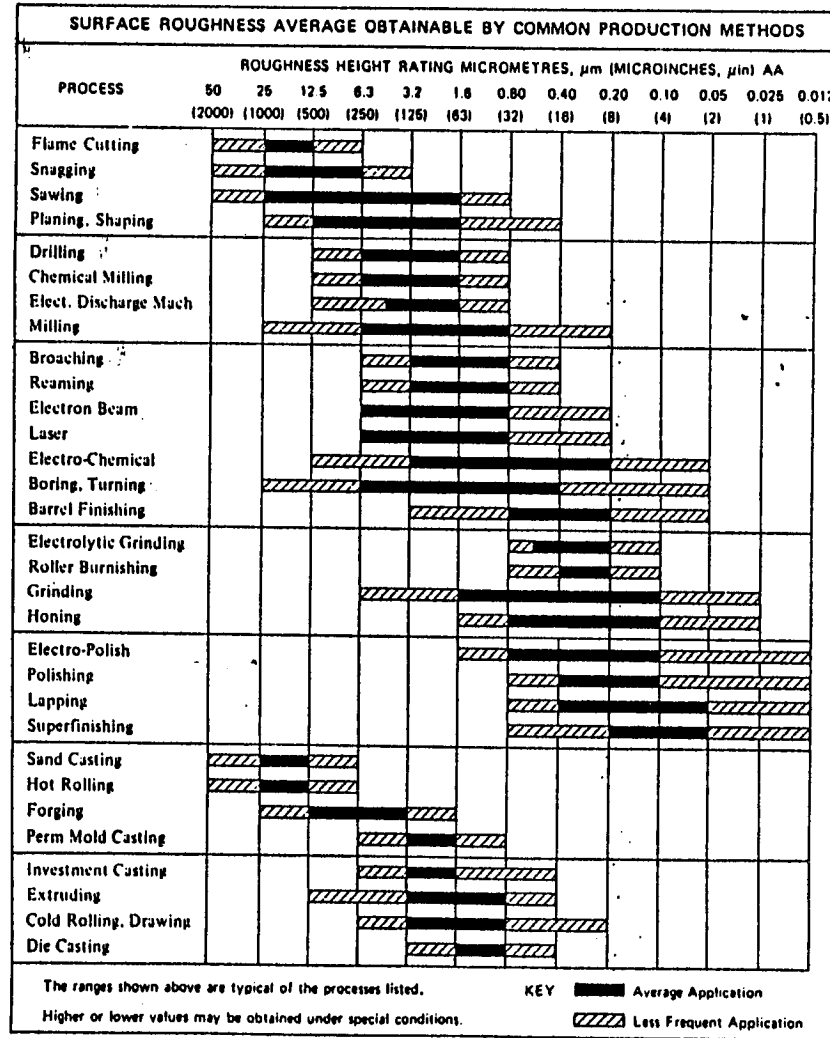 SURFACE ROUGHNESS AVERAGE OBTAINABLE BY COMMON PRODUCTION METHODS
ROUGHNESS HEIGHT RATING MICROMETRES, µm (MICROINCHES, µin) AA
PROCESS 50 25 12.5 6.3 3.2 1.6 0.80 0.40 0.20 0.10 0.05 0.025 0.012
(2000) (1000) (500) (250) (125) (63) (32) (16) (8) (4) (2) (1) (0.5)
Flame Cutting
Snagging
Sawing
Planing, Shaping
Drilling
Chemical Milling
Elect. Discharge Mach
Milling
Broaching
Reaming
Electron Beam
Laser
Electro-Chemical
Boring, Turning
Barrel Finishing
Electrolytic Grinding
Roller Burnishing
Grinding
Honing
Electro-Polish
Polishing
Lapping
Superfinishing
Sand Casting
Hot Rolling
Forging
Perm Mold Casting
Investment Casting
Extruding
Cold Rolling, Drawing
Die Casting
The ranges shown above are typical of the processes listed. KEY Average Application
Higher or lower values may be obtained under special conditions. Less Frequent Application